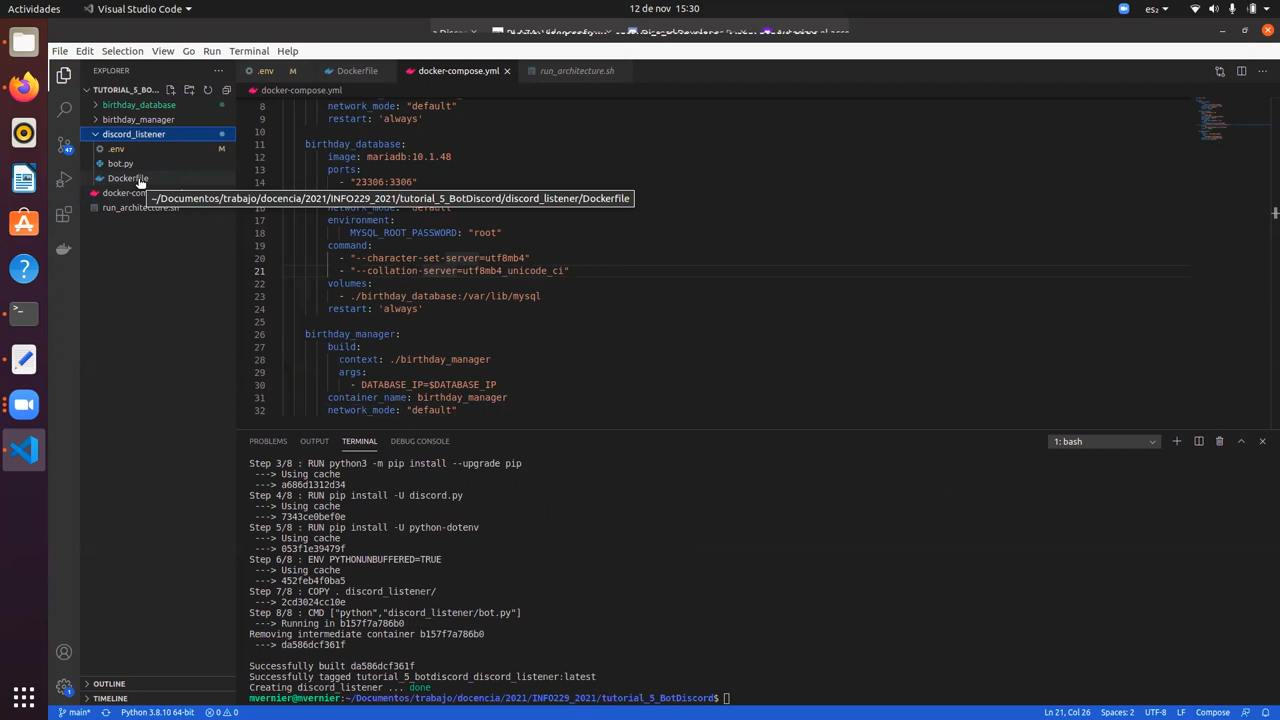 Actividades
Visual Studio Code
12 de nov 15:30
es₂
File Edit Selection View Go Run Terminal Help
EXPLORER
.env M
Dockerfile
docker-compose.yml
run_architecture.sh
TUTORIAL_5_BO...
docker-compose.yml
birthday_database
birthday_manager
discord_listener
.env M
bot.py
Dockerfile
docker-com
run_architecture.sh
~/Documentos/trabajo/docencia/2021/INFO229_2021/tutorial_5_BotDiscord/discord_listener/Dockerfile
8 network_mode: "default"
9 restart: 'always'
10
11 birthday_database:
12 image: mariadb:10.1.48
13 ports:
14 - "23306:3306"
16 network_mode: "default"
17 environment:
18 MYSQL_ROOT_PASSWORD: "root"
19 command:
20 - "--character-set-server=utf8mb4"
21 - "--collation-server=utf8mb4_unicode_ci"
22 volumes:
23 - ./birthday_database:/var/lib/mysql
24 restart: 'always'
25
26 birthday_manager:
27 build:
28 context: ./birthday_manager
29 args:
30 - DATABASE_IP=$DATABASE_IP
31 container_name: birthday_manager
32 network_mode: "default"
PROBLEMS OUTPUT TERMINAL DEBUG CONSOLE
1: bash
Step 3/8 : RUN python3 -m pip install --upgrade pip
---> Using cache
---> a686d1312d34
Step 4/8 : RUN pip install -U discord.py
---> Using cache
---> 7343ce0bef0e
Step 5/8 : RUN pip install -U python-dotenv
---> Using cache
---> 053f1e39479f
Step 6/8 : ENV PYTHONUNBUFFERED=TRUE
---> Using cache
---> 452feb4f0ba5
Step 7/8 : COPY . discord_listener/
---> 2cd3024cc10e
Step 8/8 : CMD ["python","discord_listener/bot.py"]
---> Running in b157f7a786b0
Removing intermediate container b157f7a786b0
---> da586dcf361f
Successfully built da586dcf361f
Successfully tagged tutorial_5_botdiscord_discord_listener:latest
Creating discord_listener ... done
mvernier@mvernier:~/Documentos/trabajo/docencia/2021/INFO229_2021/tutorial_5_BotDiscord$
OUTLINE
TIMELINE
47
1
main* Python 3.8.10 64-bit 0 0
Ln 21, Col 26 Spaces: 2 UTF-8 LF Compose